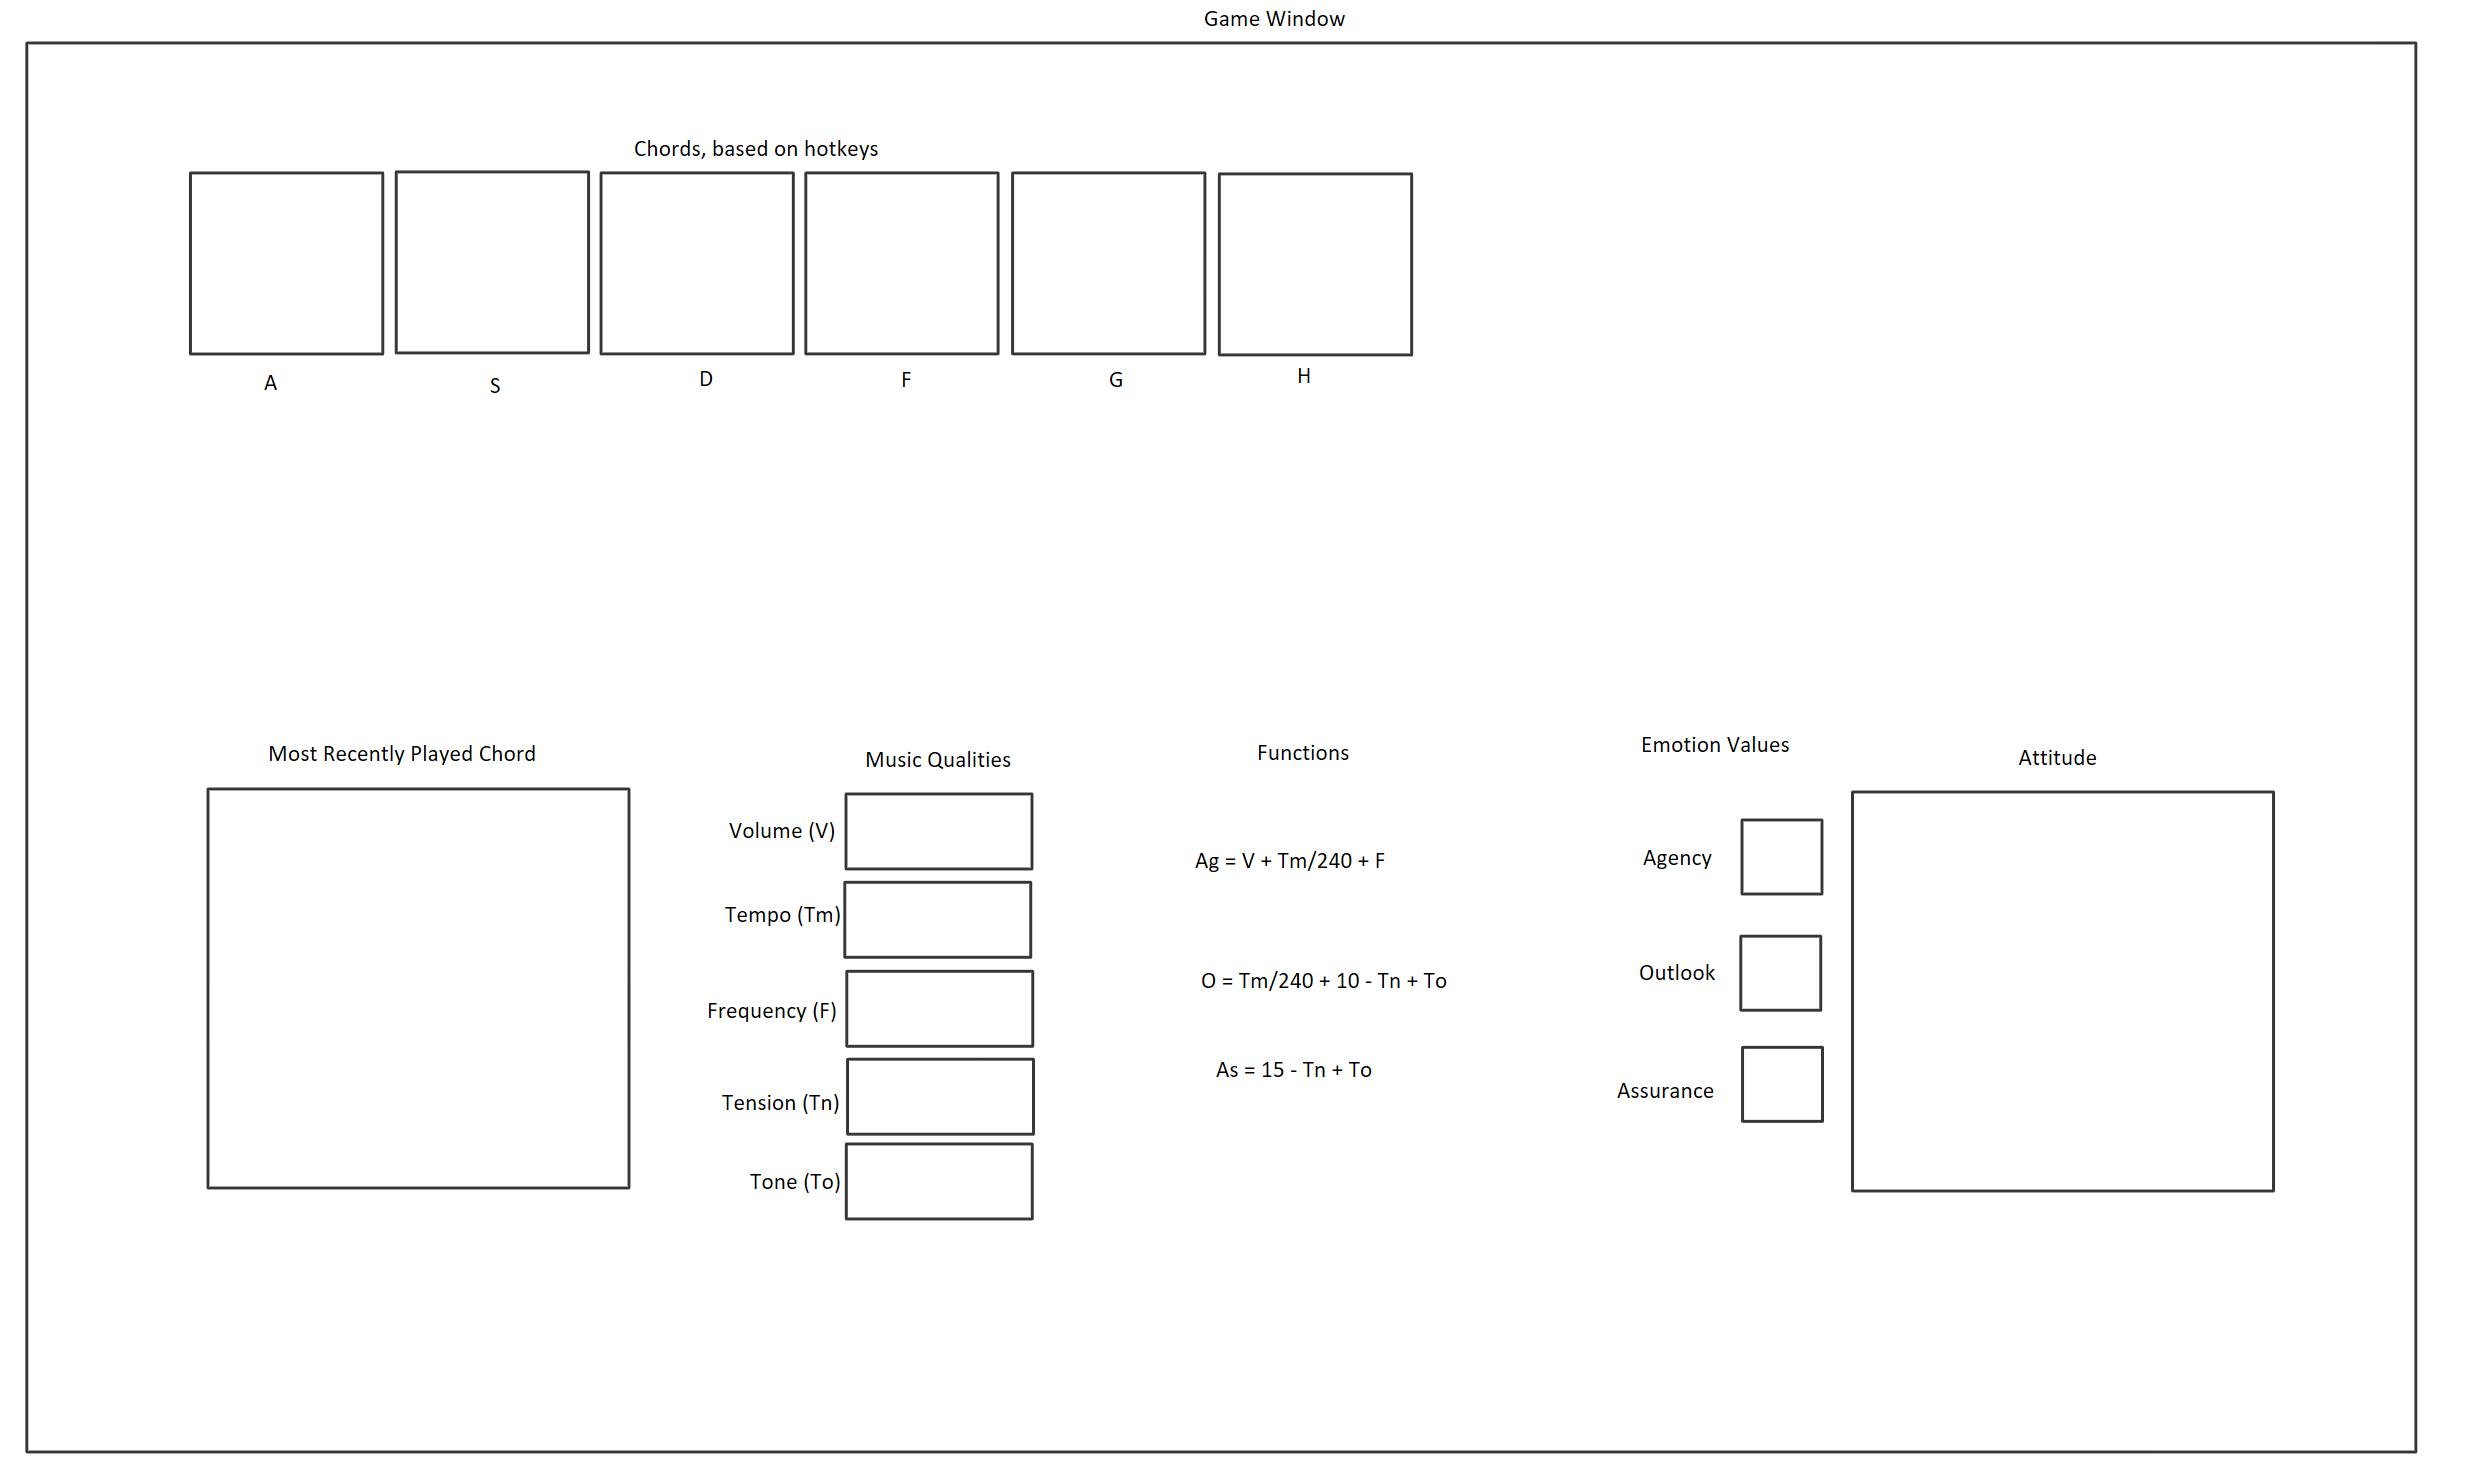 Game Window
Chords, based on hotkeys
A
S
D
F
G
H
Most Recently Played Chord
Music Qualities
Volume (V)
Tempo (Tm)
Frequency (F)
Tension (Tn)
Tone (To)
Functions
Ag = V + Tm/240 + F
O = Tm/240 + 10 - Tn + To
As = 15 - Tn + To
Emotion Values
Agency
Outlook
Assurance
Attitude